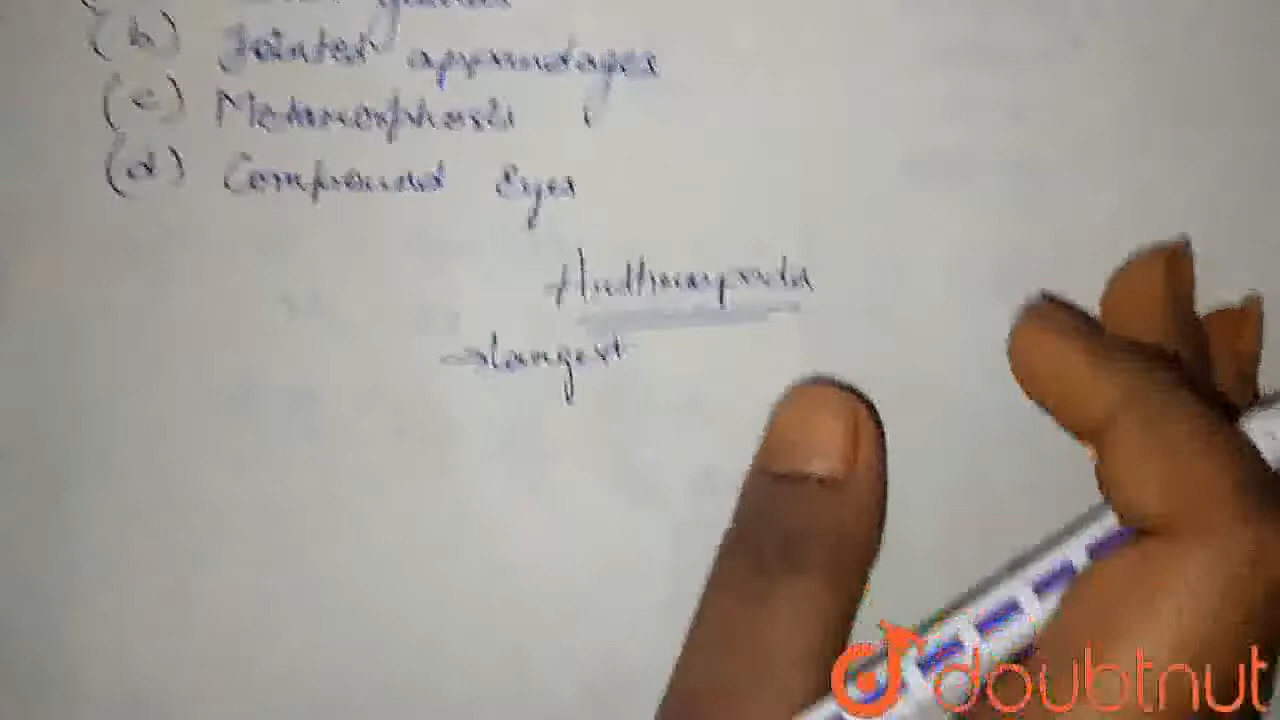 (b) Jointed appendages
(c) Metamorphosis
(d) Compound Eyes
Arthropoda
→largest
doubtnut